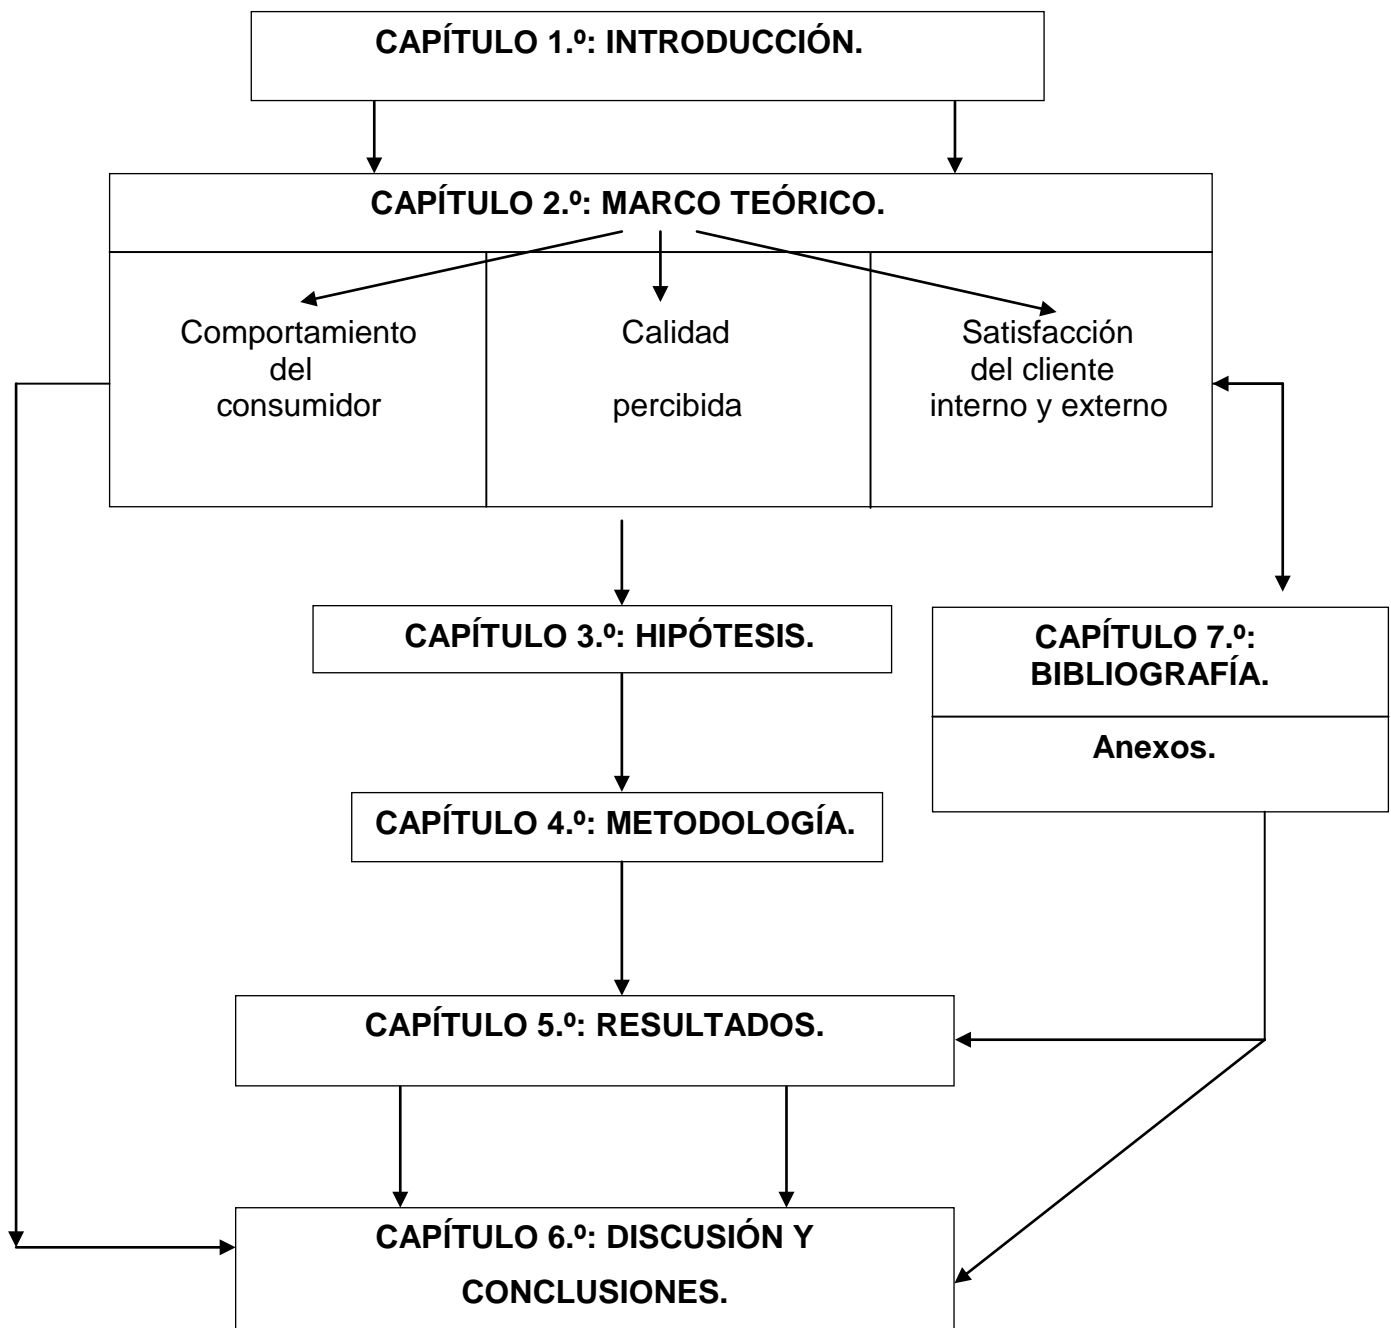 CAPÍTULO 1.º: INTRODUCCIÓN.
CAPÍTULO 2.º: MARCO TEÓRICO.
Comportamiento
del
consumidor
Calidad
percibida
Satisfacción
del cliente
interno y externo
CAPÍTULO 3.º: HIPÓTESIS.
CAPÍTULO 7.º:
BIBLIOGRAFÍA.
Anexos.
CAPÍTULO 4.º: METODOLOGÍA.
CAPÍTULO 5.º: RESULTADOS.
CAPÍTULO 6.º: DISCUSIÓN Y
CONCLUSIONES.